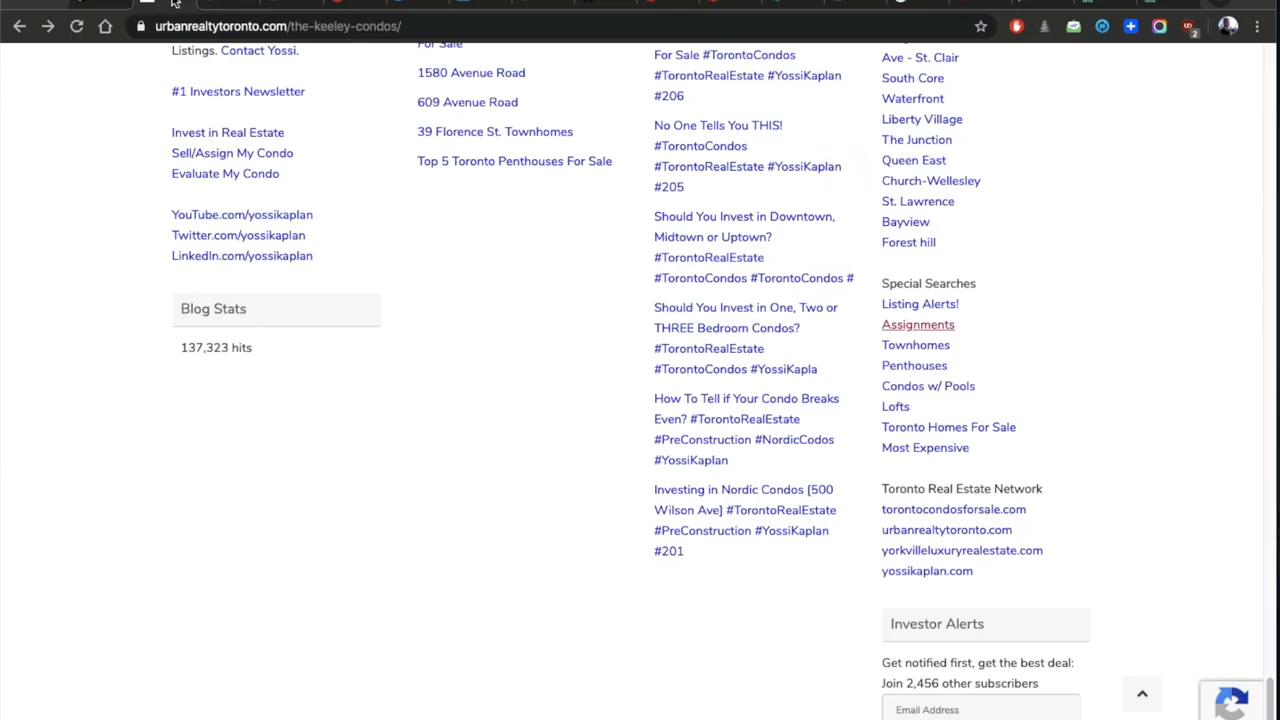 urbanrealtytoronto.com/the-keeley-condos/
2
Listings. Contact Yossi.
#1 Investors Newsletter
Invest in Real Estate
Sell/Assign My Condo
Evaluate My Condo
YouTube.com/yossikaplan
Twitter.com/yossikaplan
LinkedIn.com/yossikaplan
Blog Stats
137,323 hits
For Sale
1580 Avenue Road
609 Avenue Road
39 Florence St. Townhomes
Top 5 Toronto Penthouses For Sale
For Sale #TorontoCondos
#TorontoRealEstate #YossiKaplan
#206
No One Tells You THIS!
#TorontoCondos
#TorontoRealEstate #YossiKaplan
#205
Should You Invest in Downtown,
Midtown or Uptown?
#TorontoRealEstate
#TorontoCondos #TorontoCondos #
Should You Invest in One, Two or
THREE Bedroom Condos?
#TorontoRealEstate
#TorontoCondos #YossiKapla
How To Tell if Your Condo Breaks
Even? #TorontoRealEstate
#PreConstruction #NordicCodos
#YossiKaplan
Investing in Nordic Condos [500
Wilson Ave] #TorontoRealEstate
#PreConstruction #YossiKaplan
#201
Ave - St. Clair
South Core
Waterfront
Liberty Village
The Junction
Queen East
Church-Wellesley
St. Lawrence
Bayview
Forest hill
Special Searches
Listing Alerts!
Assignments
Townhomes
Penthouses
Condos w/ Pools
Lofts
Toronto Homes For Sale
Most Expensive
Toronto Real Estate Network
torontocondosforsale.com
urbanrealtytoronto.com
yorkvilleluxuryrealestate.com
yossikaplan.com
Investor Alerts
Get notified first, get the best deal:
Join 2,456 other subscribers
Email Address